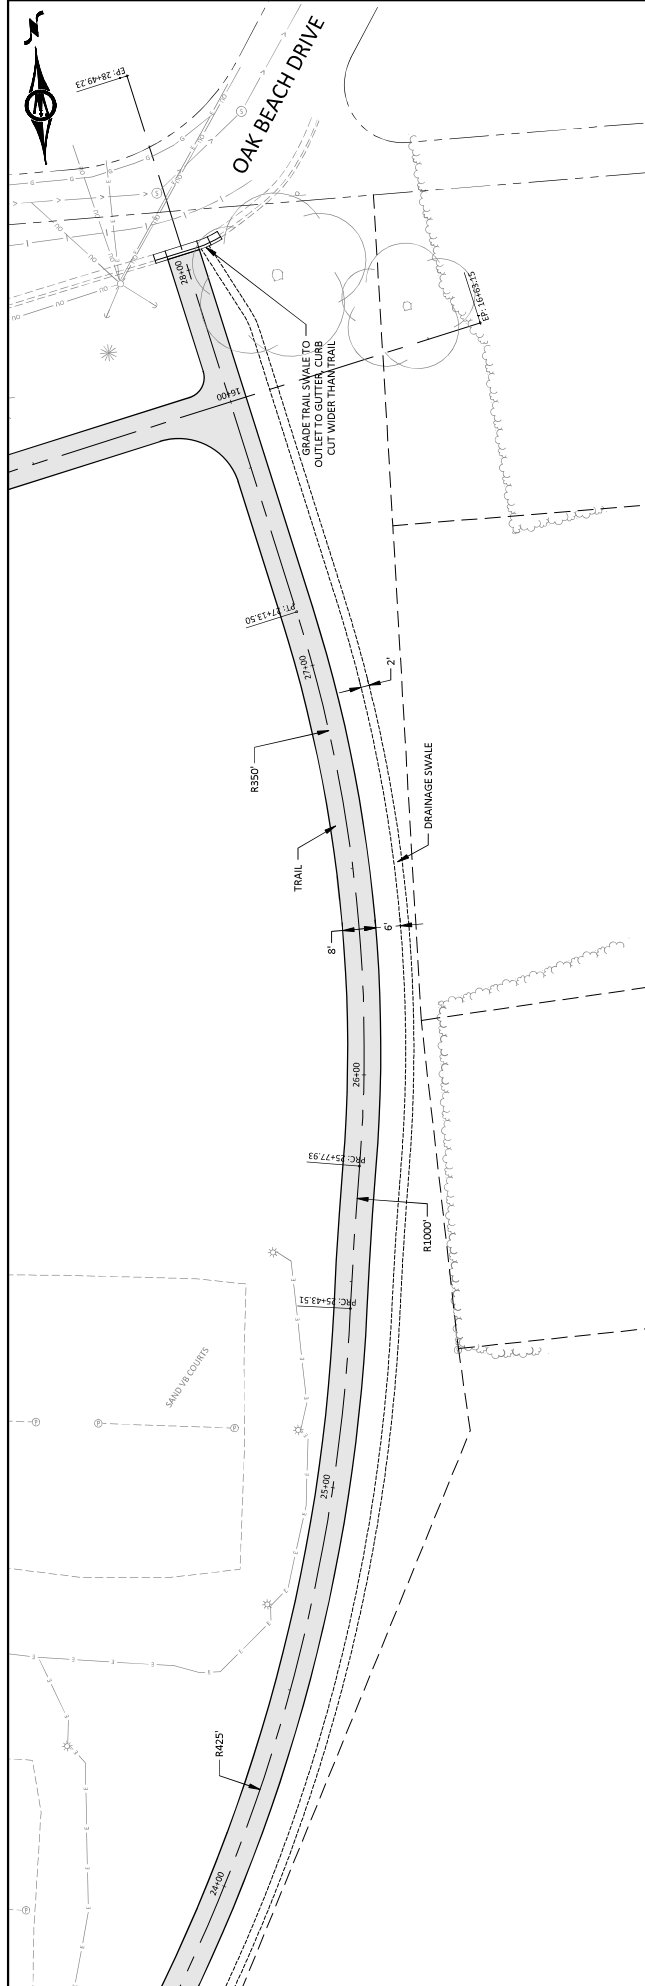 N
EP: 28+49.23
OAK BEACH DRIVE
S
S
28+00
EP: 16+63.15
GRADE TRAIL SWALE TO
OUTLET TO GUTTER, CURB
CUT WIDER THAN TRAIL
16+00
PT: 27+13.50
27+00
2'
R350'
DRAINAGE SWALE
TRAIL
8'
6'
26+00
PRC: 25+77.93
R1000'
PRC: 25+43.51
SAND VB COURTS
P
P
P
25+00
R425'
24+00
P